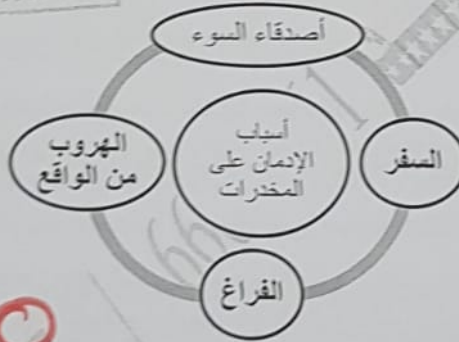 أصدقاء السوء
أسباب
الإدمان على
المخدرات
السفر
الهروب
من الواقع
الفراغ